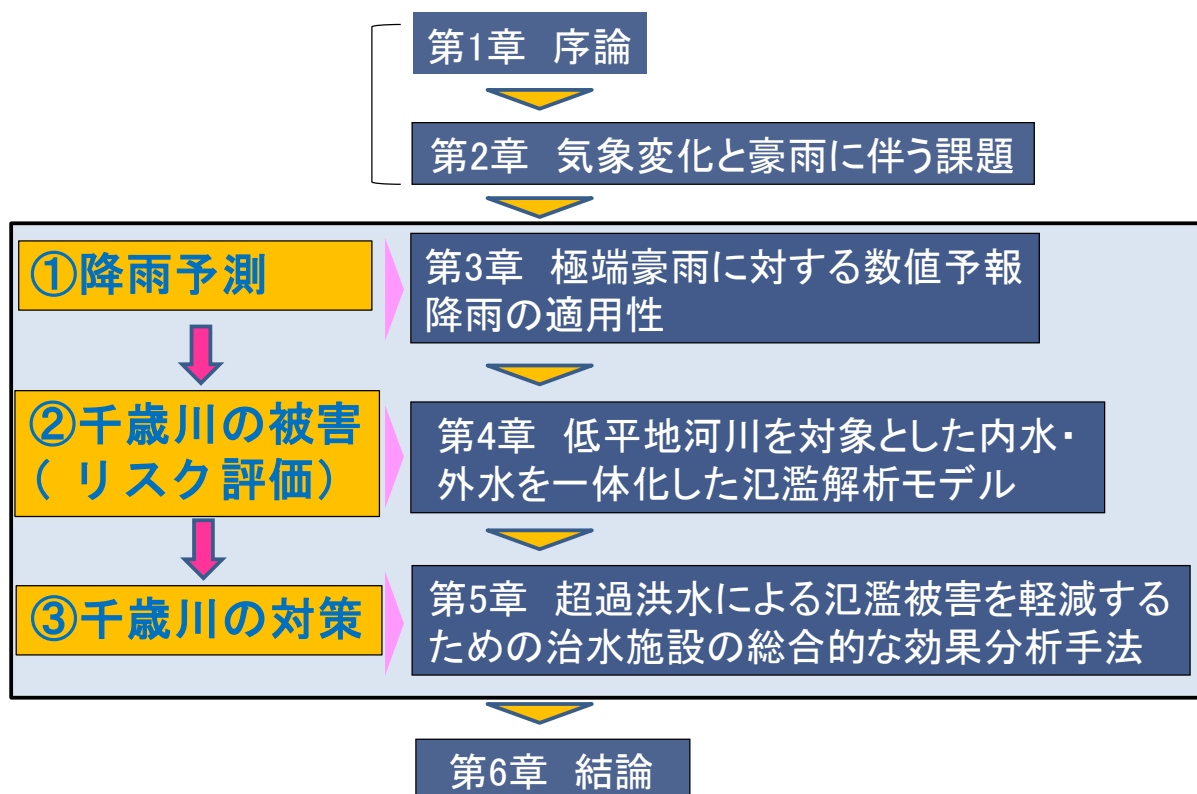 第1章 序論
第2章 気象変化と豪雨に伴う課題
①降雨予測
第3章 極端豪雨に対する数値予報
降雨の適用性
②千歳川の被害
(リスク評価)
第4章 低平地河川を対象とした内水・
外水を一体化した氾濫解析モデル
③千歳川の対策
第5章 超過洪水による氾濫被害を軽減する
ための治水施設の総合的な効果分析手法
第6章 結論